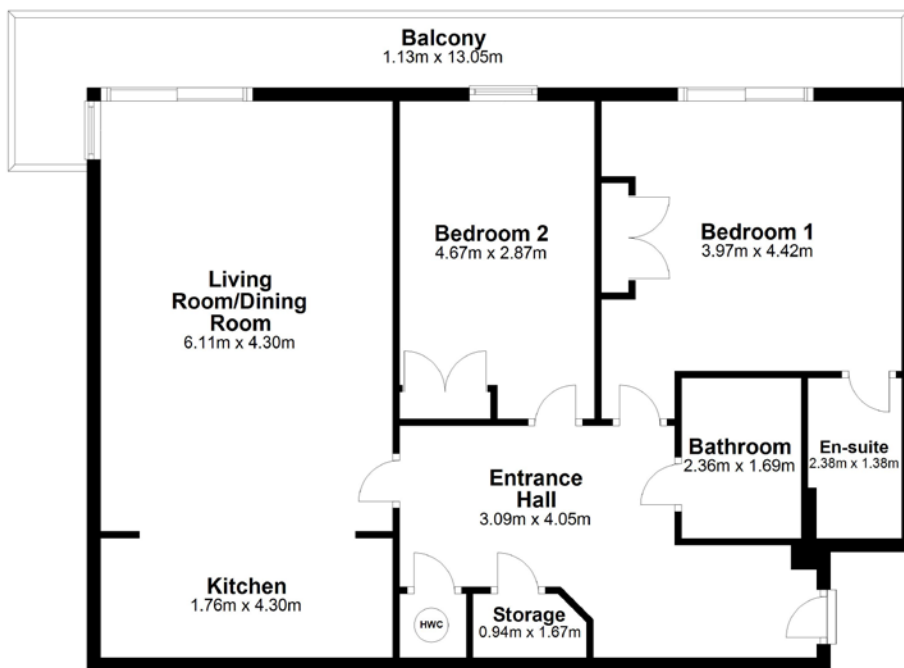 Balcony
1.13m x 13.05m
Bedroom 2
4.67m x 2.87m
Bedroom 1
3.97m x 4.42m
Living
Room/Dining
Room
6.11m x 4.30m
Bathroom
2.36m x 1.69m
En-suite
2.38m x 1.38m
Entrance
Hall
3.09m x 4.05m
Kitchen
1.76m x 4.30m
HWC
Storage
0.94m x 1.67m